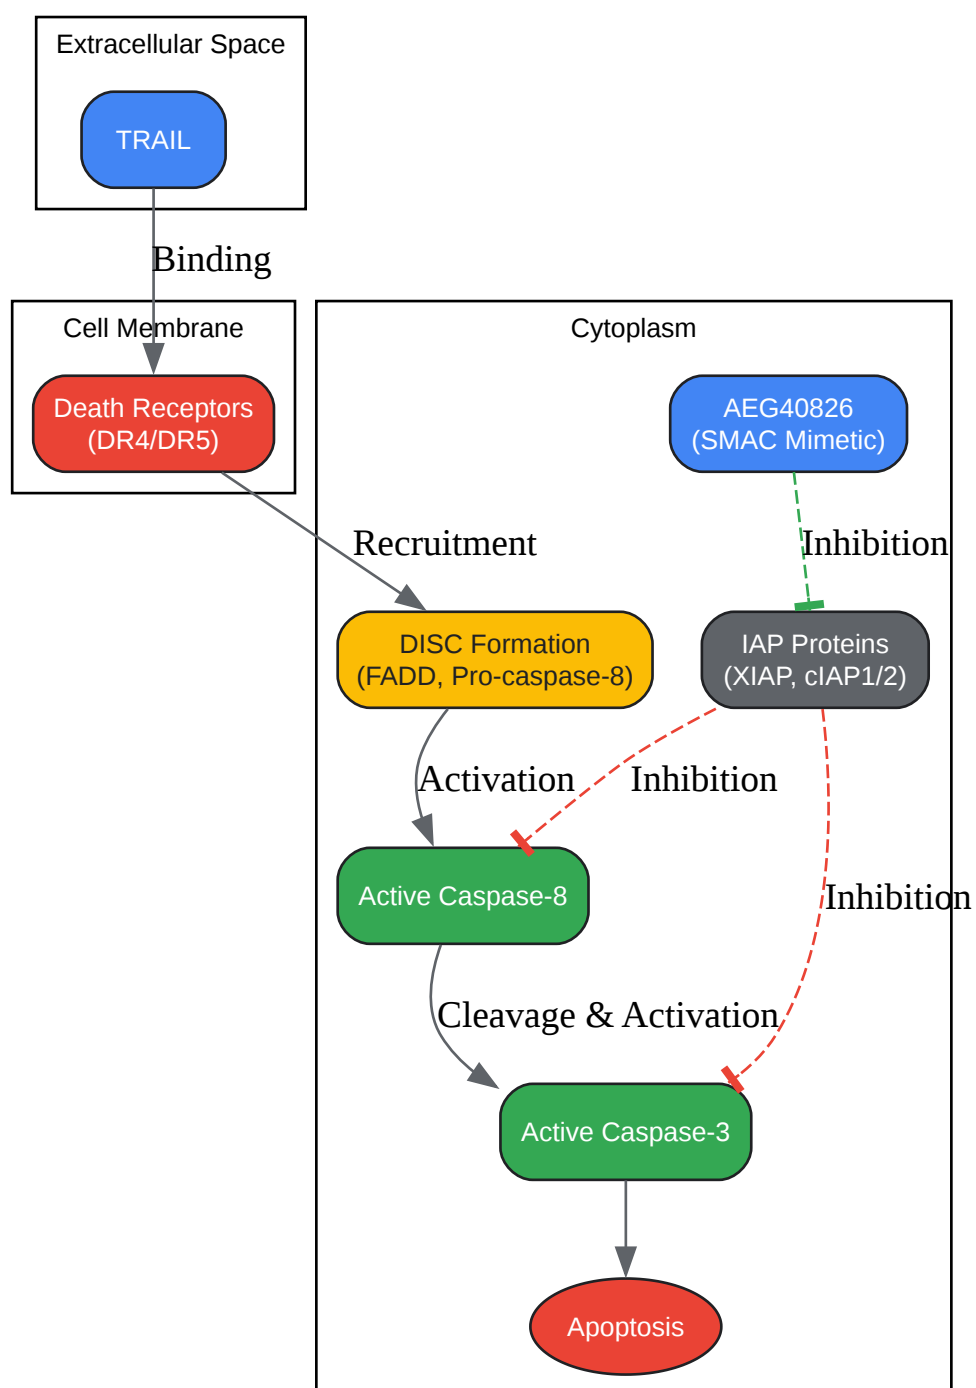 Extracellular Space
TRAIL
Binding
Cell Membrane
Cytoplasm
Death Receptors
(DR4/DR5)
AEG40826
(SMAC Mimetic)
Recruitment
Inhibition
DISC Formation
(FADD, Pro-caspase-8)
IAP Proteins
(XIAP, cIAP1/2)
Activation
Inhibition
Active Caspase-8
Inhibition
Cleavage & Activation
Active Caspase-3
Apoptosis